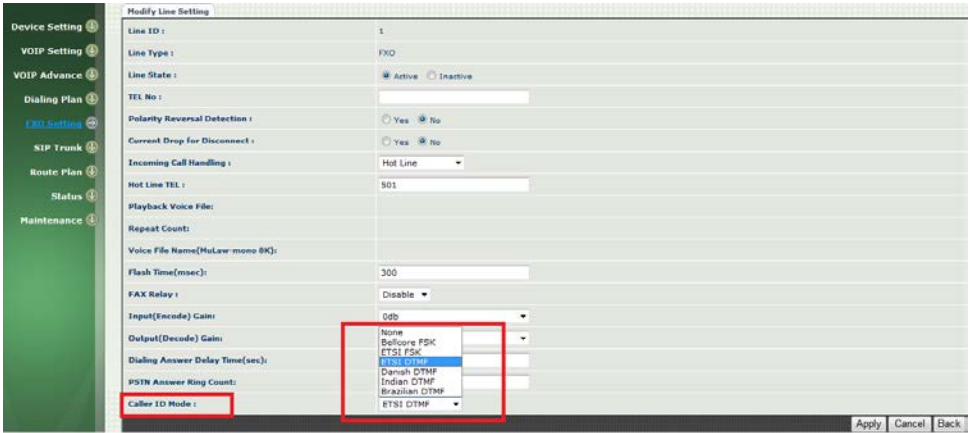 Modify Line Setting
Device Setting
VOIP Setting
VOIP Advance
Dialing Plan
FXO Setting
SIP Trunk
Route Plan
Status
Maintenance
Line ID : 1
Line Type : FXO
Line State : Active Inactive
TEL No :
Polarity Reversal Detection : Yes No
Current Drop for Disconnect : Yes No
Incoming Call Handling : Hot Line
Hot Line TEL : 501
Playback Voice File:
Repeat Count:
Voice File Name(MuLaw-mono 8K):
Flash Time(msec): 300
FAX Relay : Disable
Input(Encode) Gain: 0db
Output(Decode) Gain:
Dialing Answer Delay Time(sec):
PSTN Answer Ring Count:
None
Bellcore FSK
ETSI FSK
ETSI DTMF
Danish DTMF
Indian DTMF
Brazilian DTMF
Caller ID Mode : ETSI DTMF
Apply Cancel Back